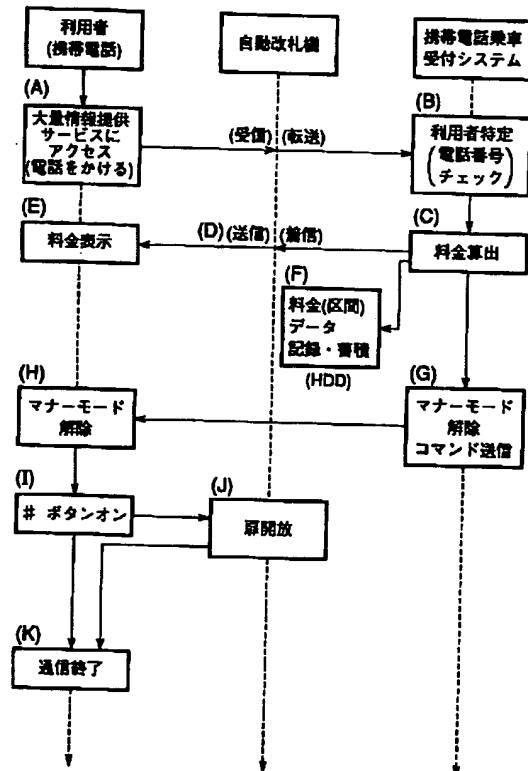 利用者
(携帯電話)
自動改札機
携帯電話乗車
受付システム
(A)
大量情報提供
サービスに
アクセス
(電話をかける)
(受信)
(転送)
(B)
利用者特定
(電話番号)
チェック
(C)
料金算出
(D)
(送信)
(着信)
(E)
料金表示
(F)
料金(区間)
データ
記録・蓄積
(HDD)
(G)
マナーモード
解除
コマンド送信
(H)
マナーモード
解除
(I)
# ボタンオン
(J)
扉開放
(K)
通信終了